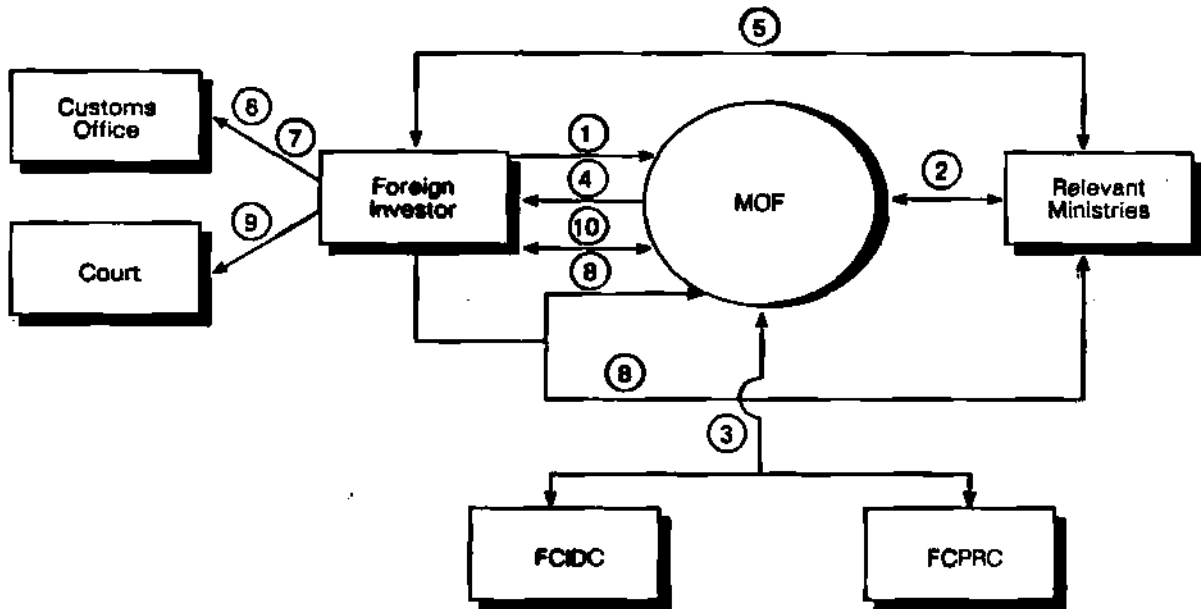 ⑤
Customs
Office
⑥
⑦
①
④
Foreign
Investor
MOF
②
Relevant
Ministries
⑨
⑩
Court
⑧
⑧
③
FCIDC
FCPRC